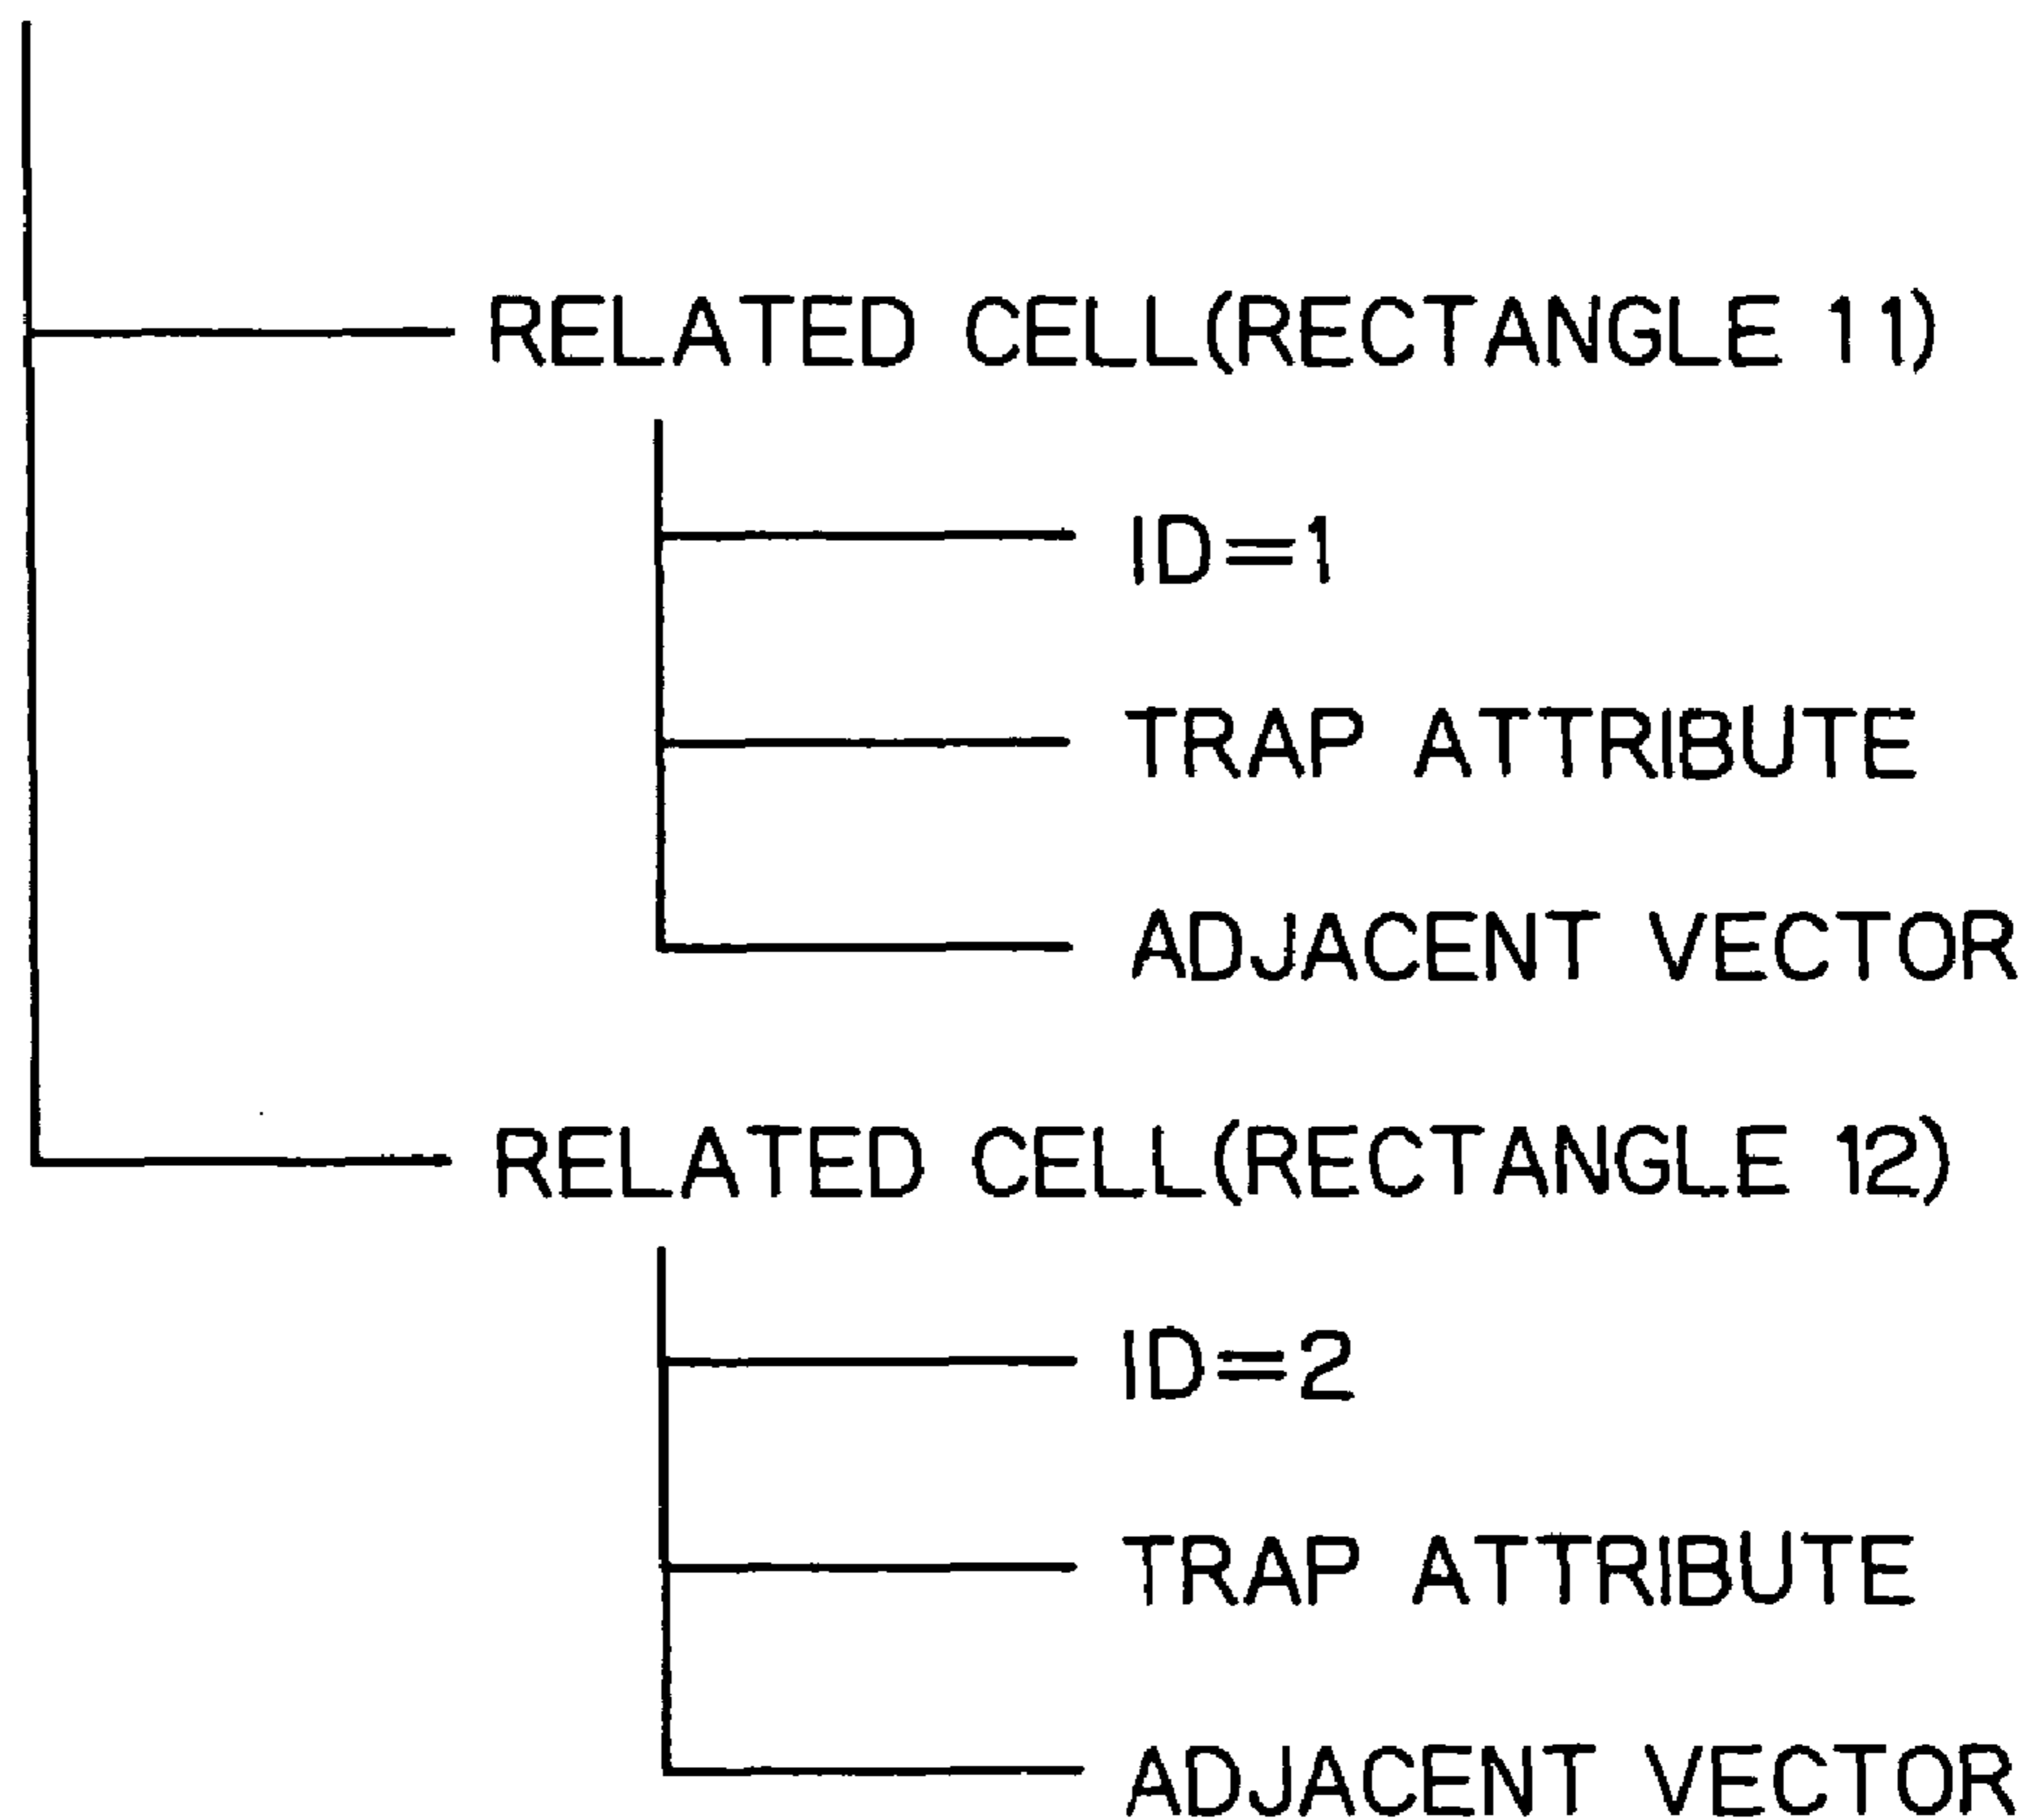 RELATED CELL(RECTANGLE 11)
ID=1
TRAP ATTRIBUTE
ADJACENT VECTOR
RELATED CELL(RECTANGLE 12)
ID=2
TRAP ATTRIBUTE
ADJACENT VECTOR